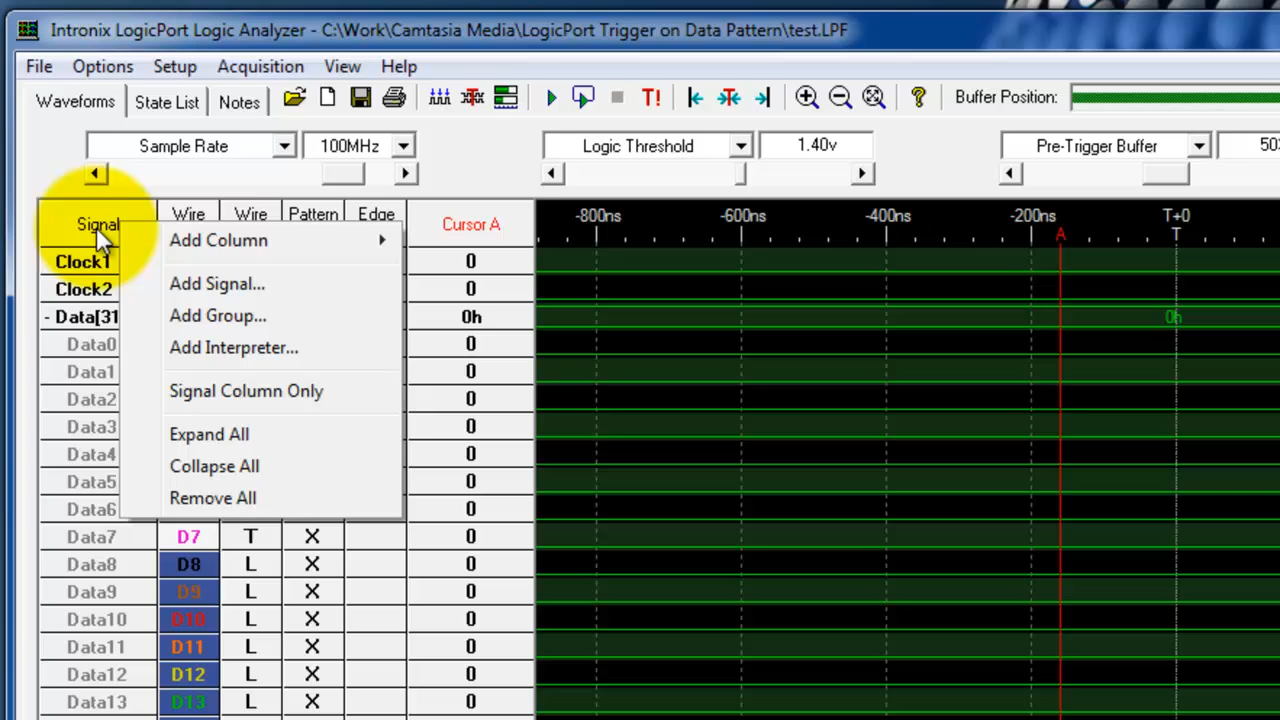 Intronix LogicPort Logic Analyzer - C:\Work\Camtasia Media\LogicPort Trigger on Data Pattern\test.LPF
File Options Setup Acquisition View Help
Waveforms State List Notes T! ? Buffer Position:
Sample Rate 100MHz Logic Threshold 1.40v Pre-Trigger Buffer 50
Signal Wire Wire Pattern Edge Cursor A -800ns -600ns -400ns -200ns T+0
A T
Add Column
Clock1 0
Add Signal...
Clock2 0
Add Group...
- Data[31 0h 0h
Data0 0
Add Interpreter...
Data1 0
Signal Column Only
Data2 0
Data3 0
Expand All
Data4 0
Collapse All
Data5 0
Remove All
Data6 0
Data7 D7 T X 0
Data8 D8 L X 0
Data9 D9 L X 0
Data10 D10 L X 0
Data11 D11 L X 0
Data12 D12 L X 0
Data13 D13 L X 0